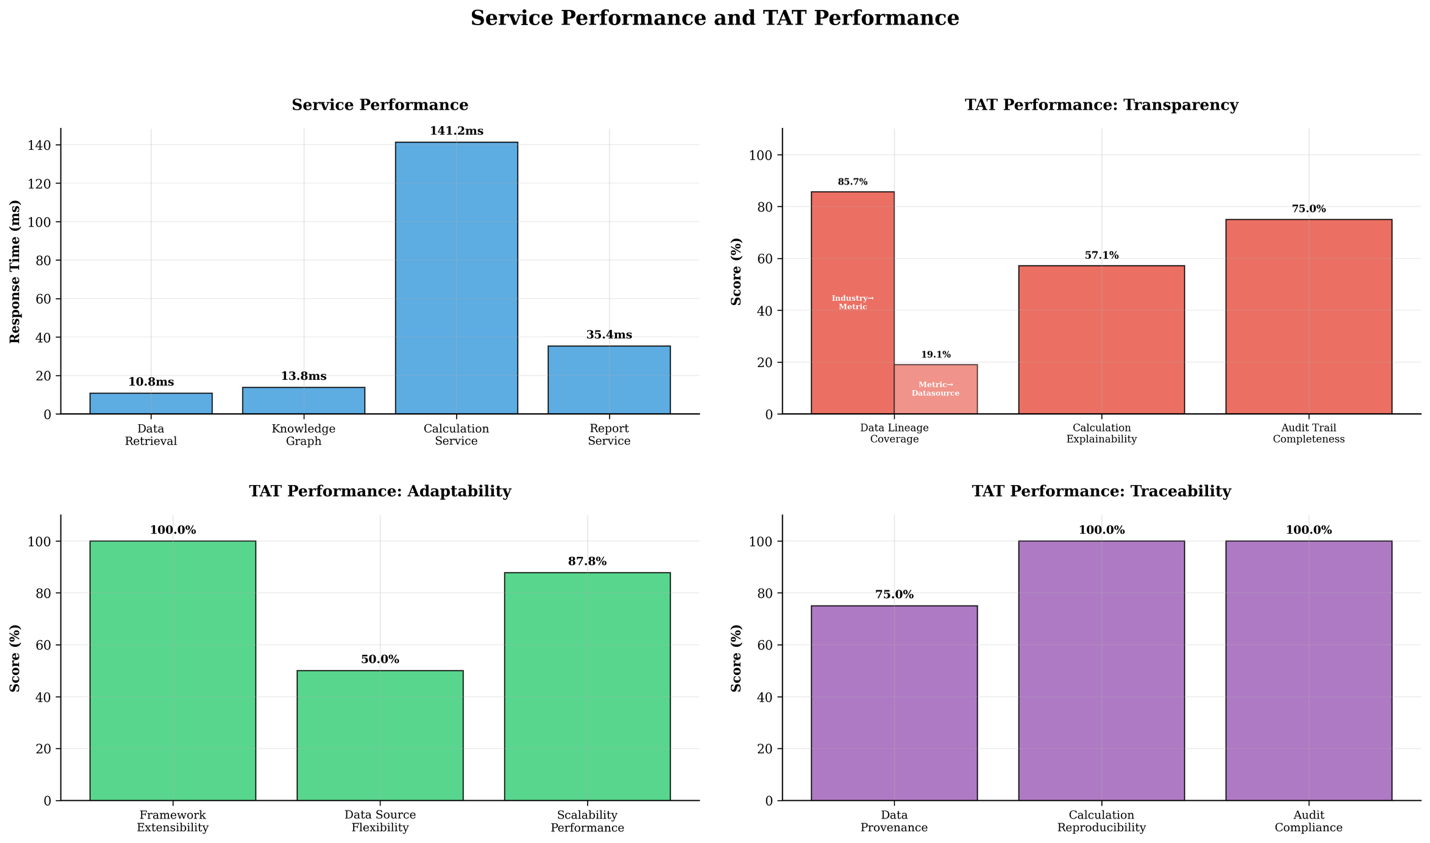 Service Performance and TAT Performance
Service Performance
Response Time (ms)
140
120
100
80
60
40
20
0
10.8ms
13.8ms
141.2ms
35.4ms
Data
Retrieval
Knowledge
Graph
Calculation
Service
Report
Service
TAT Performance: Transparency
Score (%)
100
80
60
40
20
0
85.7%
Industry→
Metric
19.1%
Metric→
Datasource
57.1%
75.0%
Data Lineage
Coverage
Calculation
Explainability
Audit Trail
Completeness
TAT Performance: Adaptability
Score (%)
100
80
60
40
20
0
100.0%
50.0%
87.8%
Framework
Extensibility
Data Source
Flexibility
Scalability
Performance
TAT Performance: Traceability
Score (%)
100
80
60
40
20
0
75.0%
100.0%
100.0%
Data
Provenance
Calculation
Reproducibility
Audit
Compliance